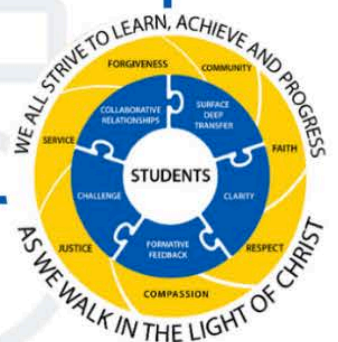 WE ALL STRIVE TO LEARN, ACHIEVE AND PROGRESS
FORGIVENESS
COMMUNITY
FAITH
RESPECT
COMPASSION
JUSTICE
SERVICE
COLLABORATIVE
RELATIONSHIPS
SURFACE
DEEP
TRANSFER
CLARITY
FORMATIVE
FEEDBACK
CHALLENGE
STUDENTS
AS WE WALK IN THE LIGHT OF CHRIST